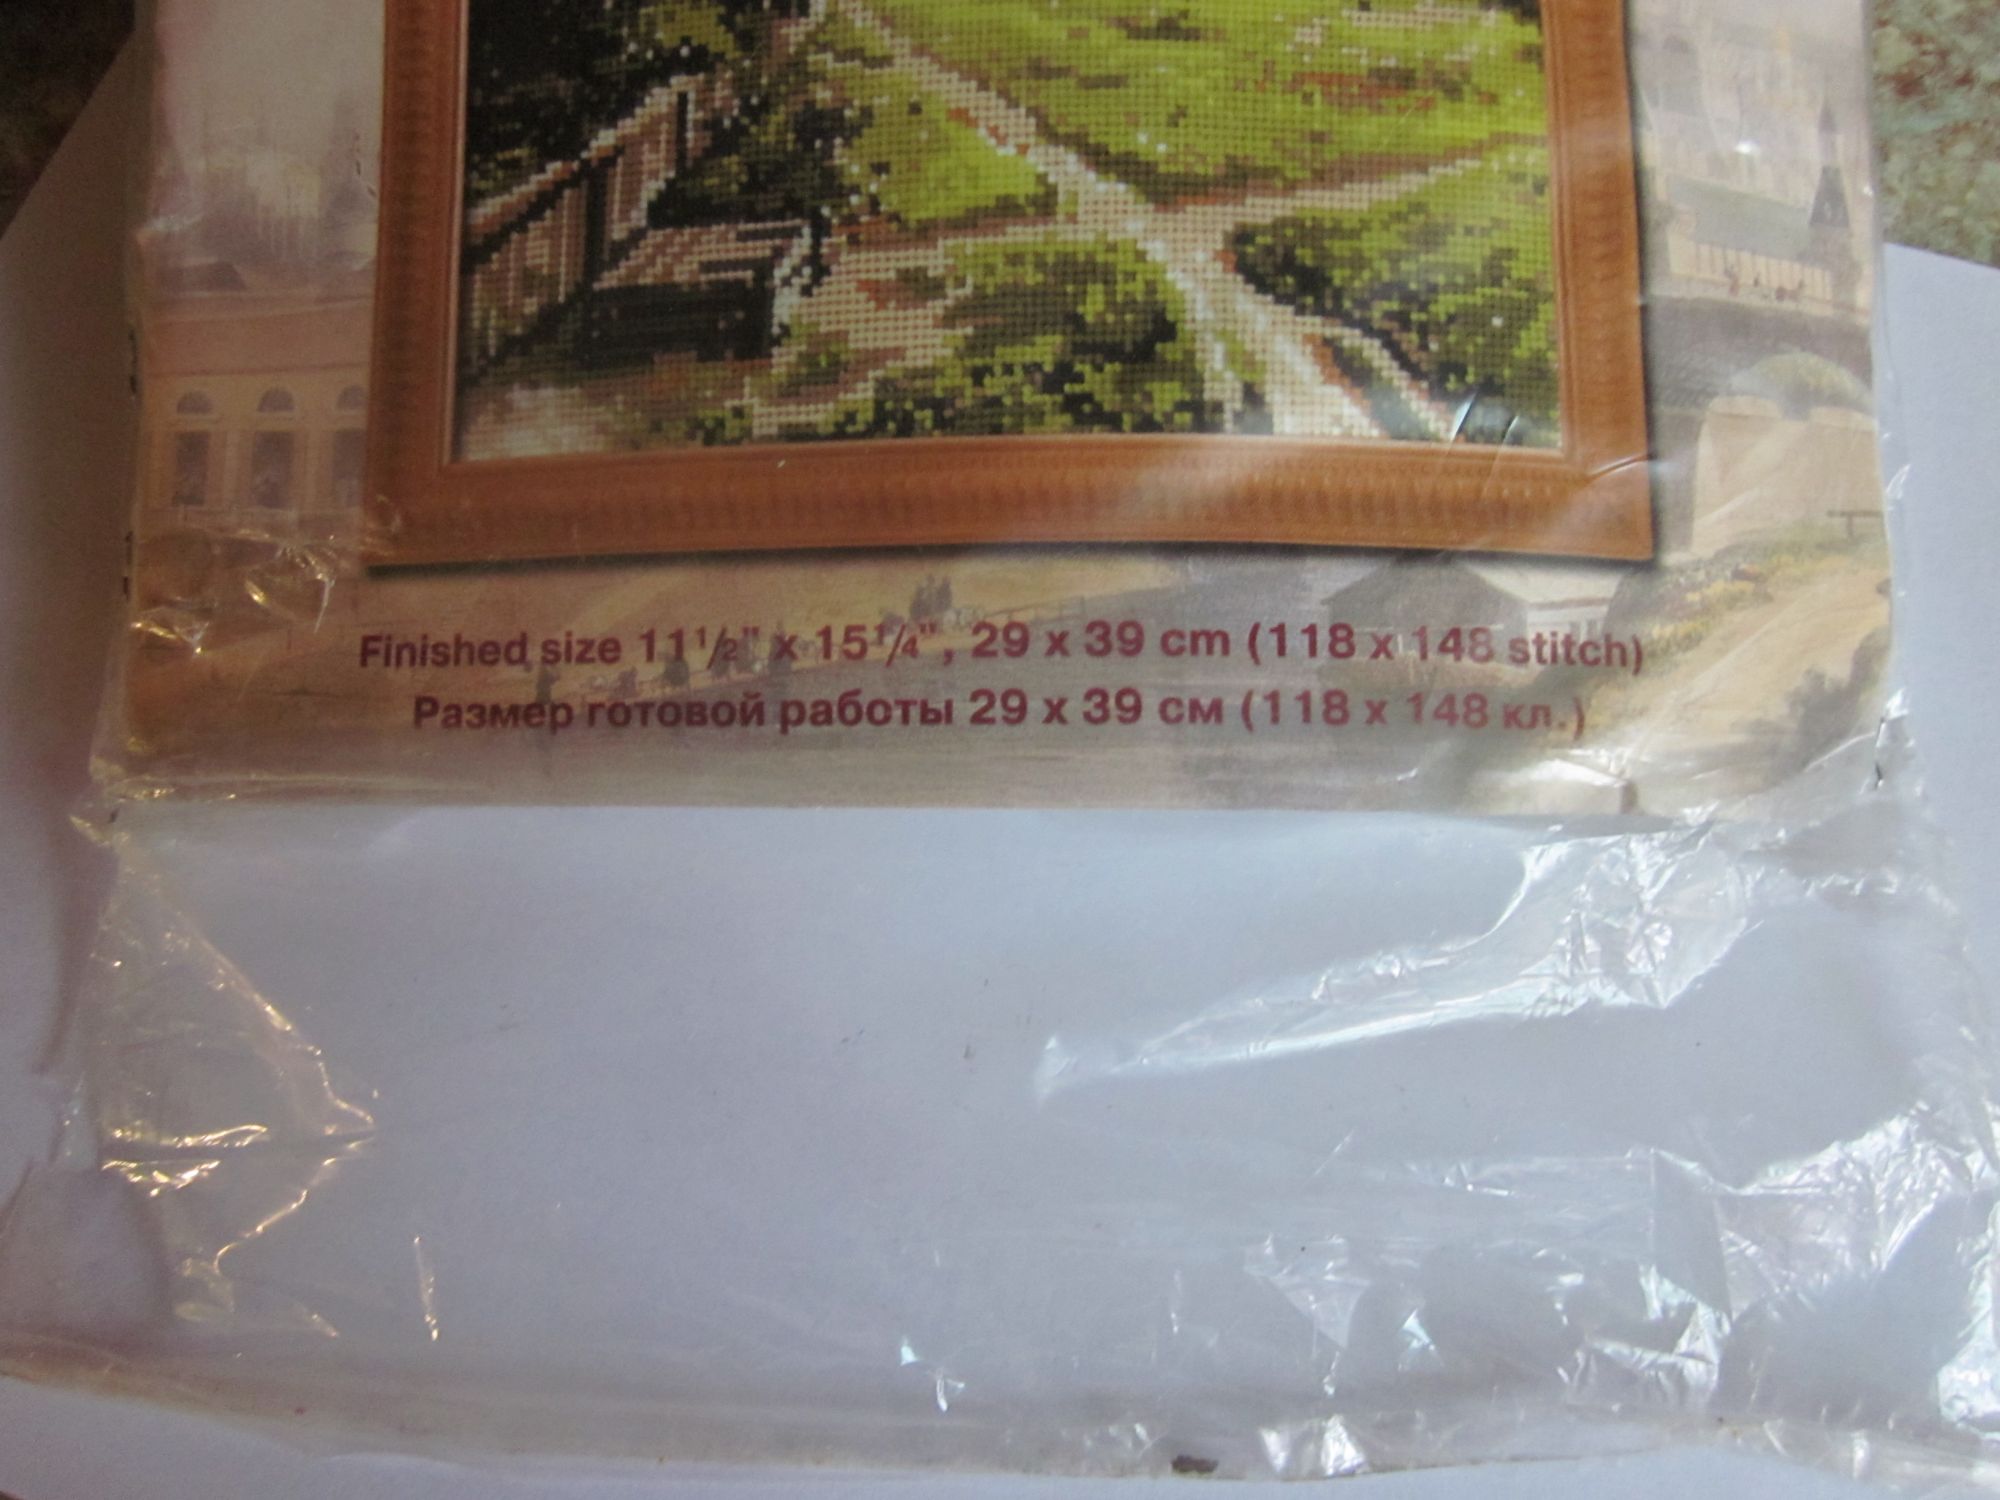 Finished size 11½" x 15¼", 29 x 39 cm (118 x 148 stitch)
Размер готовой работы 29 x 39 см (118 x 148 кл.)